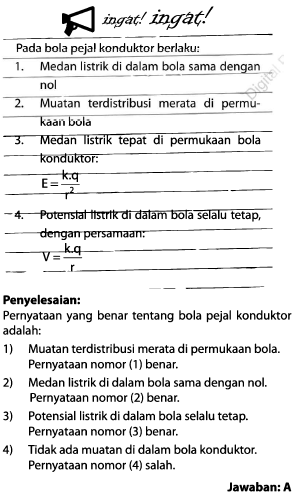 ingat! ingat!
Pada bola pejal konduktor berlaku:
1. Medan listrik di dalam bola sama dengan
nol
2. Muatan terdistribusi merata di permu-
kaan bola
3. Medan listrik tepat di permukaan bola
konduktor:
E = k.q / r²
4. Potensial listrik di dalam bola selalu tetap,
dengan persamaan:
V = k.q / r
Penyelesaian:
Pernyataan yang benar tentang bola pejal konduktor
adalah:
1) Muatan terdistribusi merata di permukaan bola.
Pernyataan nomor (1) benar.
2) Medan listrik di dalam bola sama dengan nol.
Pernyataan nomor (2) benar.
3) Potensial listrik di dalam bola selalu tetap.
Pernyataan nomor (3) benar.
4) Tidak ada muatan di dalam bola konduktor.
Pernyataan nomor (4) salah.
Jawaban: A